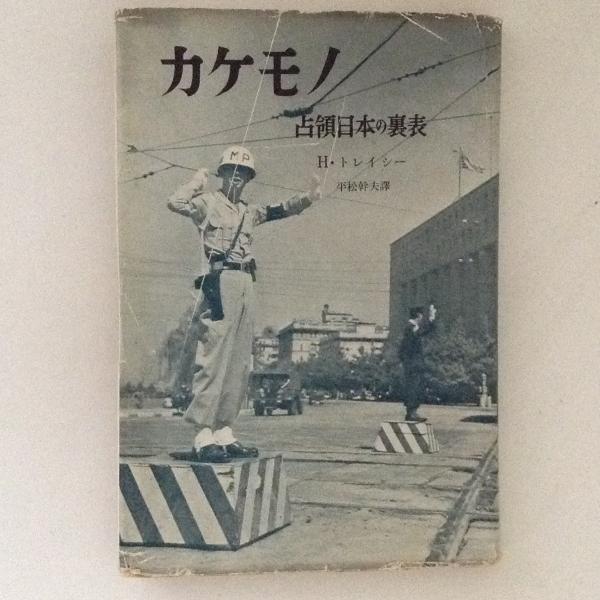 カケモノ
占領日本の裏表
H・トレイシー
平松幹夫譯
MP